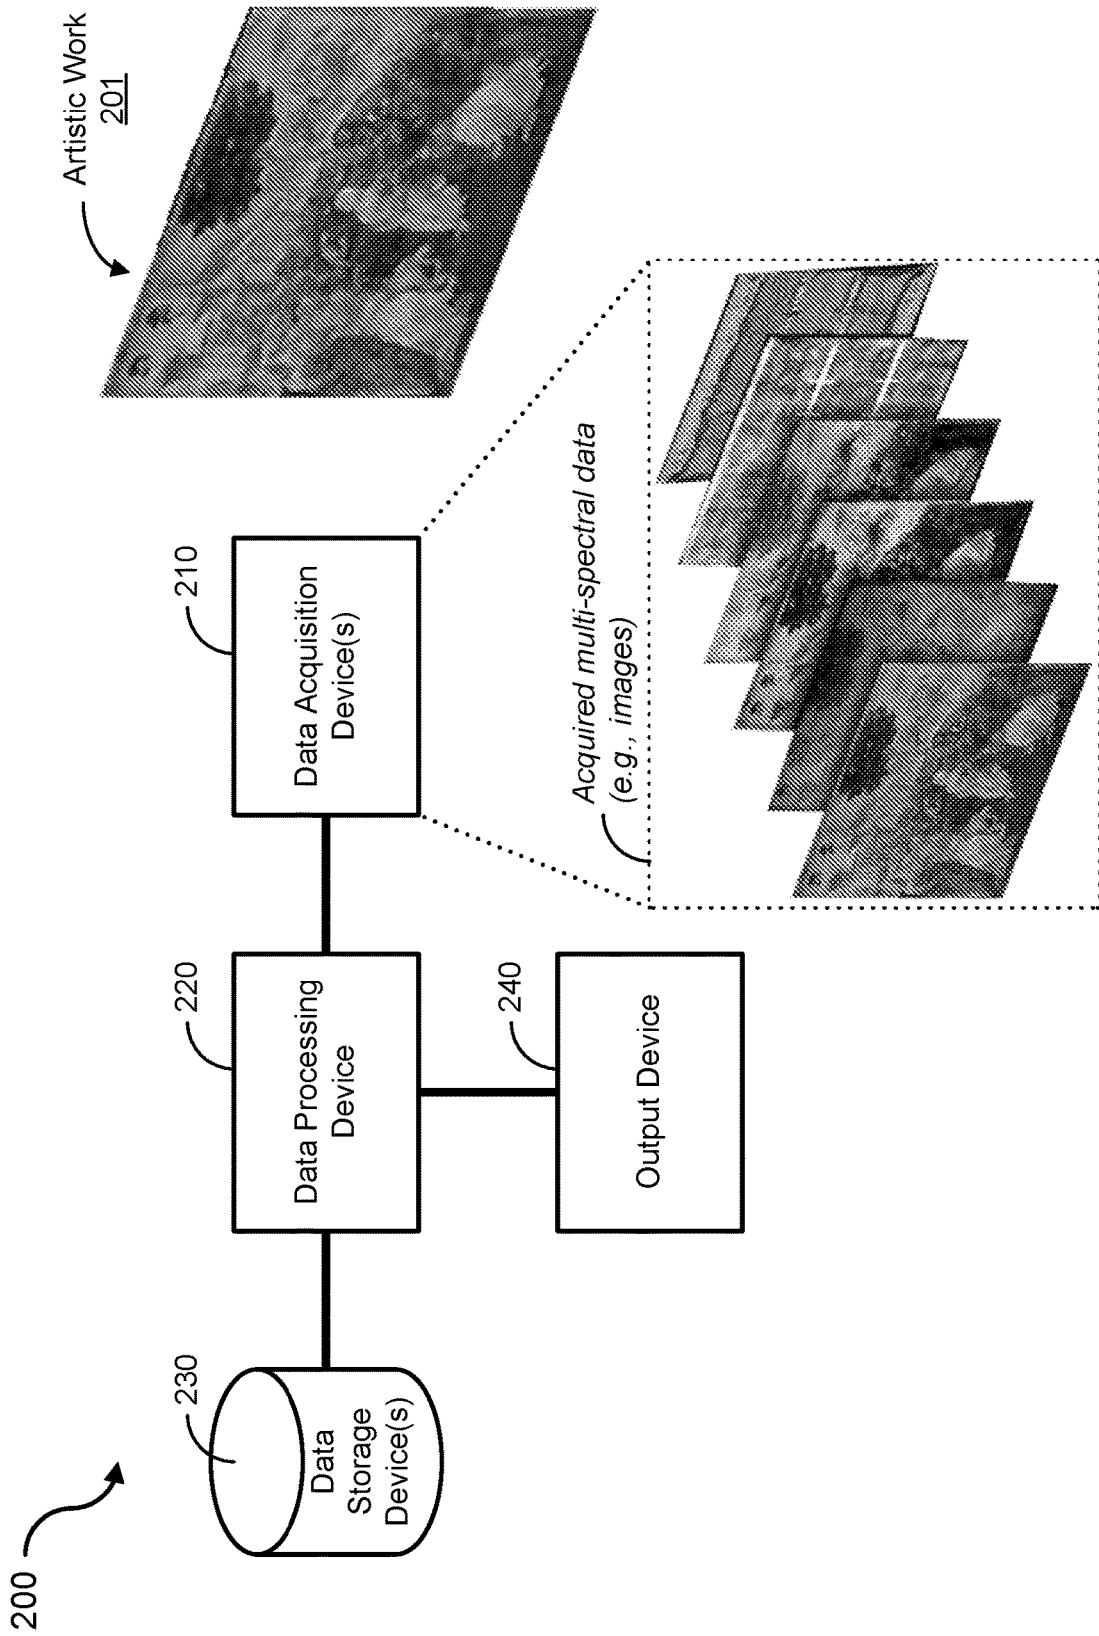 200
230
Data
Storage
Device(s)
220
Data Processing
Device
240
Output Device
210
Data Acquisition
Device(s)
Artistic Work
201
Acquired multi-spectral data
(e.g., images)